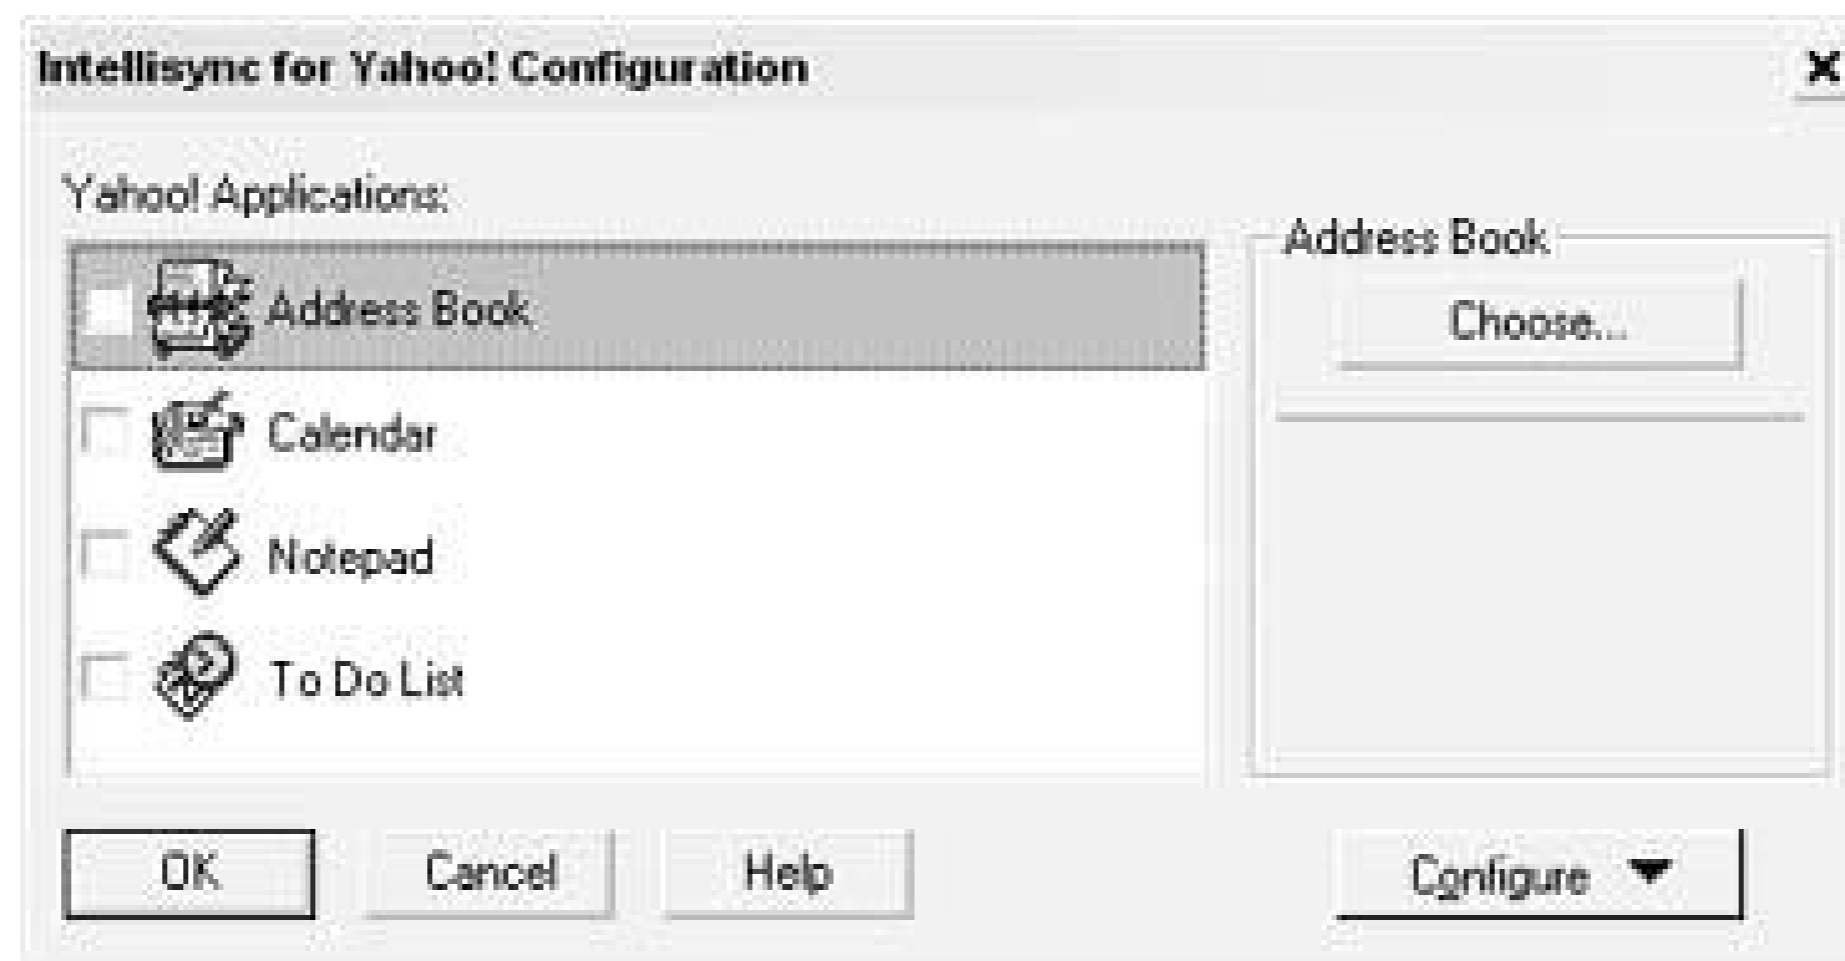 Intellisync for Yahoo! Configuration
Yahoo! Applications:
Address Book
Calendar
Notepad
To Do List
Address Book
Choose...
OK
Cancel
Help
Configure